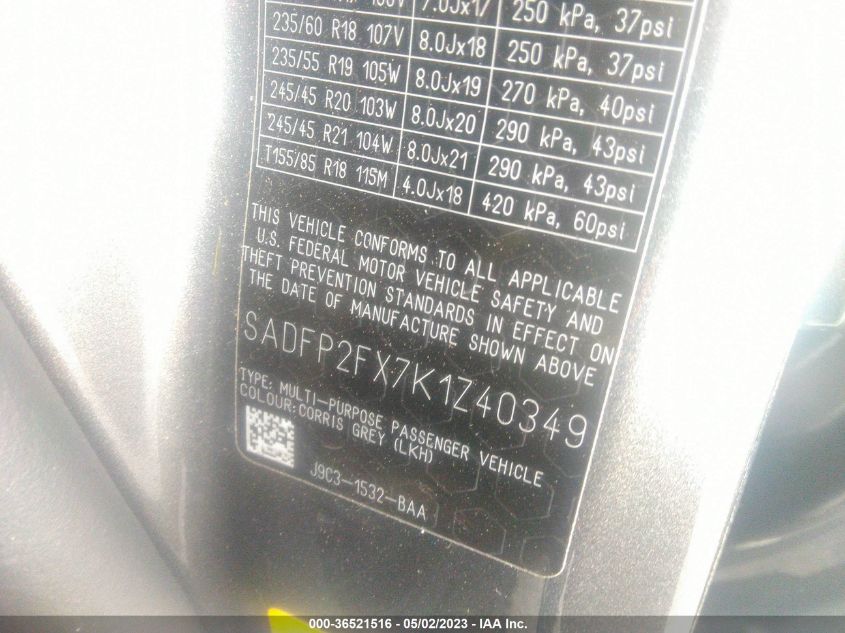 7.0Jx17 250 kPa, 37psi
235/60 R18 107V 8.0Jx18 250 kPa, 37psi
235/55 R19 105W 8.0Jx19 270 kPa, 40psi
245/45 R20 103W 8.0Jx20 290 kPa, 43psi
245/45 R21 104W 8.0Jx21 290 kPa, 43psi
T155/85 R18 115M 4.0Jx18 420 kPa, 60psi
THIS VEHICLE CONFORMS TO ALL APPLICABLE
U.S. FEDERAL MOTOR VEHICLE SAFETY AND
THEFT PREVENTION STANDARDS IN EFFECT ON
THE DATE OF MANUFACTURE SHOWN ABOVE
SADFP2FX7K1Z40349
TYPE: MULTI-PURPOSE PASSENGER VEHICLE
COLOUR:CORRIS GREY (LKH)
J9C3-1532-BAA
000-36521516 - 05/02/2023 - IAA Inc.